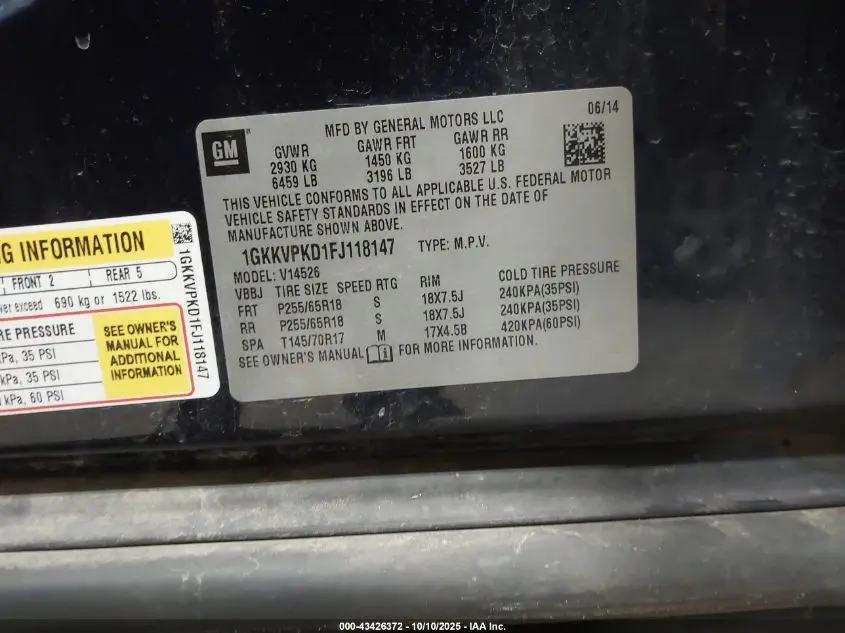 MFD BY GENERAL MOTORS LLC
06/14
GM
GVWR GAWR FRT GAWR RR
2930 KG 1450 KG 1600 KG
6459 LB 3196 LB 3527 LB
THIS VEHICLE CONFORMS TO ALL APPLICABLE U.S. FEDERAL MOTOR
VEHICLE SAFETY STANDARDS IN EFFECT ON THE DATE OF
MANUFACTURE SHOWN ABOVE.
1GKKVPKD1FJ118147 TYPE: M.P.V.
MODEL: V14526
VBBJ TIRE SIZE SPEED RTG RIM COLD TIRE PRESSURE
FRT P255/65R18 S 18X7.5J 240KPA(35PSI)
RR P255/65R18 S 18X7.5J 240KPA(35PSI)
SPA T145/70R17 M 17X4.5B 420KPA(60PSI)
SEE OWNER'S MANUAL i FOR MORE INFORMATION.
INFORMATION
FRONT 2 REAR 5
exceed 690 kg or 1522 lbs.
PRESSURE
kPa, 35 PSI
kPa, 35 PSI
kPa, 60 PSI
SEE OWNER'S
MANUAL FOR
ADDITIONAL
INFORMATION
1GKKVPKD1FJ118147
000-43426372 - 10/10/2025 - IAA Inc.